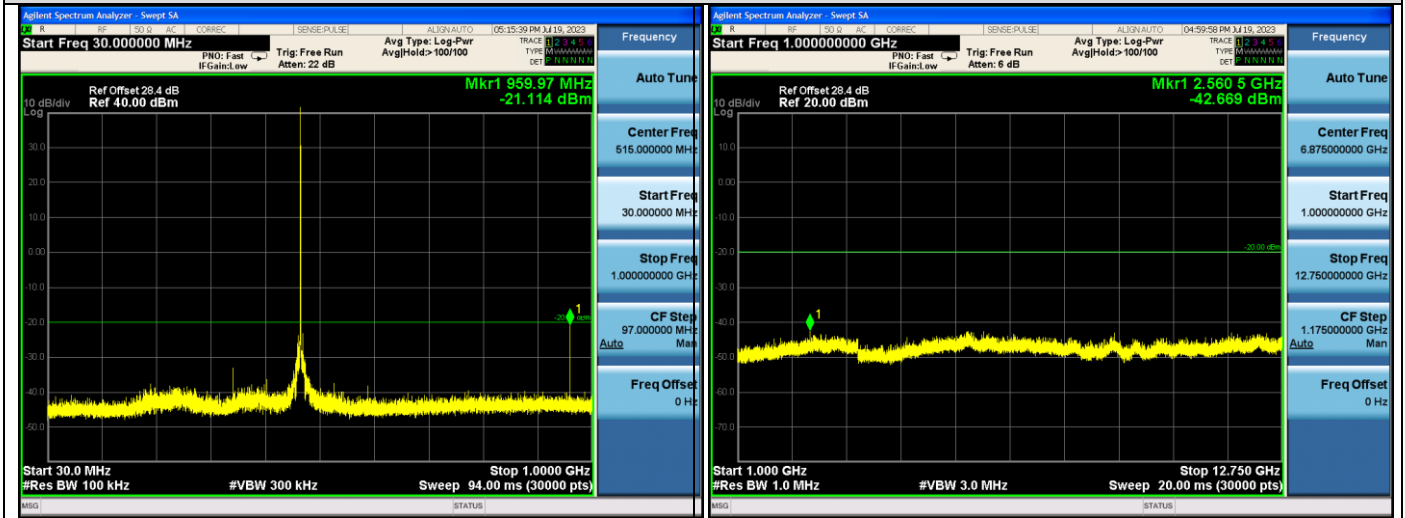 Agilent Spectrum Analyzer - Swept SA
R RF 50 Ω AC CORREC SENSE:PULSE ALIGN AUTO 05:15:39 PM Jul 19, 2023
Start Freq 30.000000 MHz
PNO: Fast
IFGain:Low
Trig: Free Run
Atten: 22 dB
Avg Type: Log-Pwr
Avg|Hold:>100/100
TRACE 1 2 3 4 5 6
TYPE M
DET P N N N N N
Ref Offset 28.4 dB
10 dB/div Ref 40.00 dBm
Log
Mkr1 959.97 MHz
-21.114 dBm
30.0
20.0
10.0
0.00
-10.0
-20.0
-30.0
-40.0
-50.0
1
Start 30.0 MHz Stop 1.0000 GHz
#Res BW 100 kHz #VBW 300 kHz Sweep 94.00 ms (30000 pts)
MSG STATUS
Frequency
Auto Tune
Center Freq
515.000000 MHz
Start Freq
30.000000 MHz
Stop Freq
1.000000000 GHz
CF Step
97.000000 MHz
Auto Man
Freq Offset
0 Hz
Agilent Spectrum Analyzer - Swept SA
R RF 50 Ω AC CORREC SENSE:PULSE ALIGN AUTO 04:59:58 PM Jul 19, 2023
Start Freq 1.000000000 GHz
PNO: Fast
IFGain:Low
Trig: Free Run
Atten: 6 dB
Avg Type: Log-Pwr
Avg|Hold:>100/100
TRACE 1 2 3 4 5 6
TYPE M
DET P N N N N N
Ref Offset 28.4 dB
10 dB/div Ref 20.00 dBm
Log
Mkr1 2.560 5 GHz
-42.669 dBm
10.0
0.00
-10.0
-20.0
-30.0
-40.0
-50.0
-60.0
-70.0
-20.00 dBm
1
Start 1.000 GHz Stop 12.750 GHz
#Res BW 1.0 MHz #VBW 3.0 MHz Sweep 20.00 ms (30000 pts)
MSG STATUS
Frequency
Auto Tune
Center Freq
6.875000000 GHz
Start Freq
1.000000000 GHz
Stop Freq
12.750000000 GHz
CF Step
1.175000000 GHz
Auto Man
Freq Offset
0 Hz